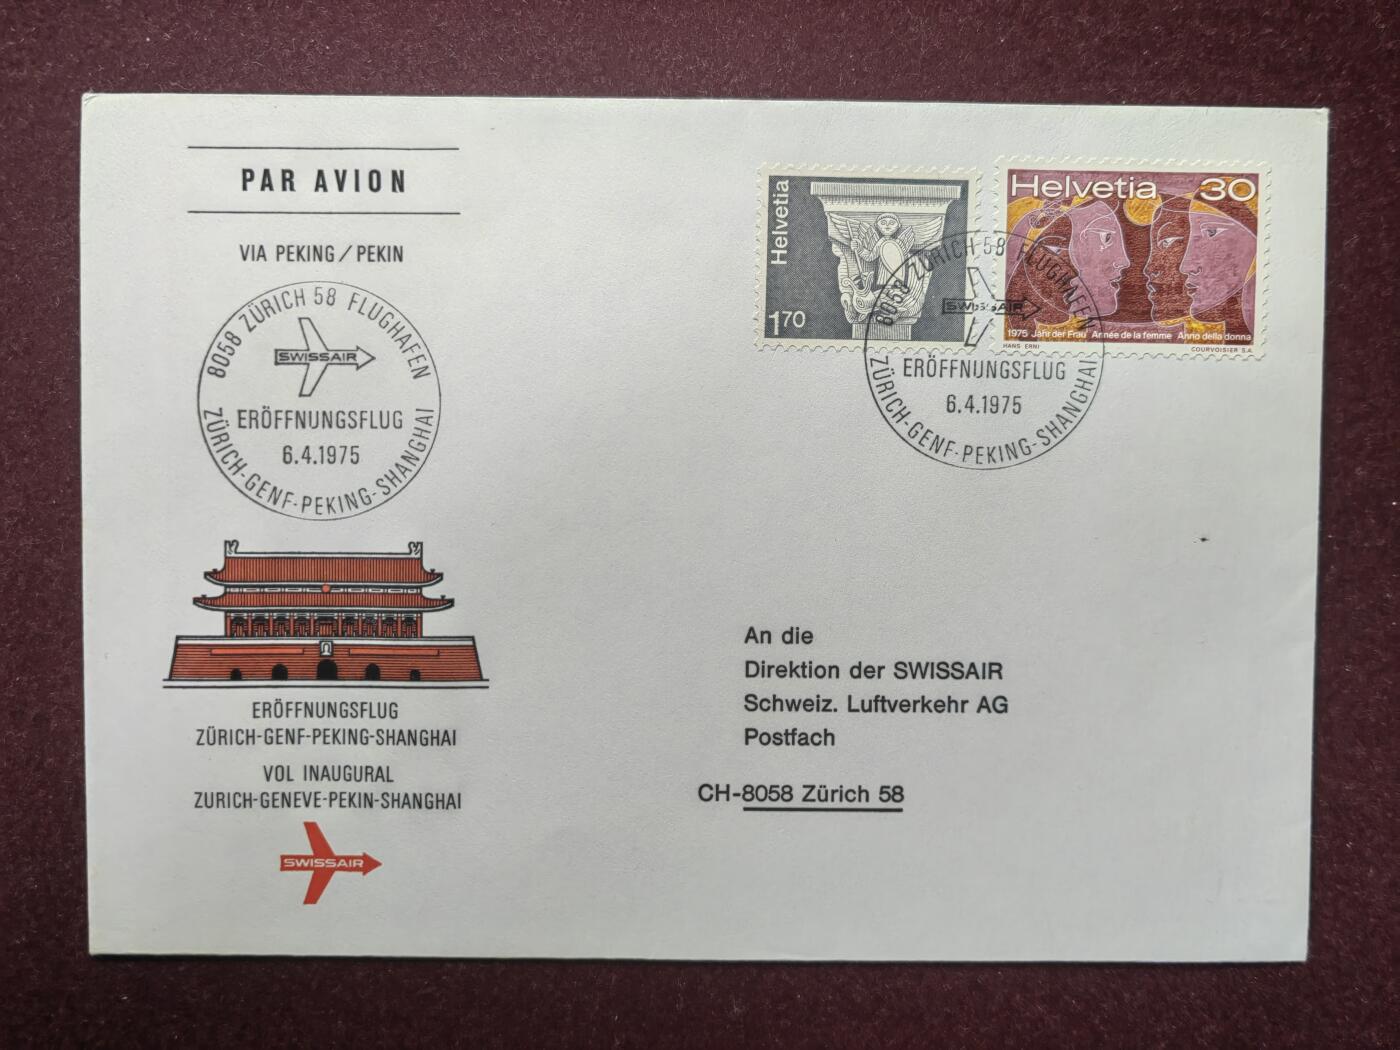 PAR AVION
VIA PEKING / PEKIN
8058 ZÜRICH 58 FLUGHAFEN
SWISSAIR
ERÖFFNUNGSFLUG
6.4.1975
ZÜRICH-GENF-PEKING-SHANGHAI
ERÖFFNUNGSFLUG
ZÜRICH-GENF-PEKING-SHANGHAI
VOL INAUGURAL
ZURICH-GENEVE-PEKIN-SHANGHAI
SWISSAIR
Helvetia
170
Helvetia 30
1975 Jahr der Frau Année de la femme Anno della donna
HANS ERNI COURVOISIER S.A.
8058 ZÜRICH 58 FLUGHAFEN
SWISSAIR
ERÖFFNUNGSFLUG
6.4.1975
ZÜRICH-GENF-PEKING-SHANGHAI
An die
Direktion der SWISSAIR
Schweiz. Luftverkehr AG
Postfach
CH-8058 Zürich 58